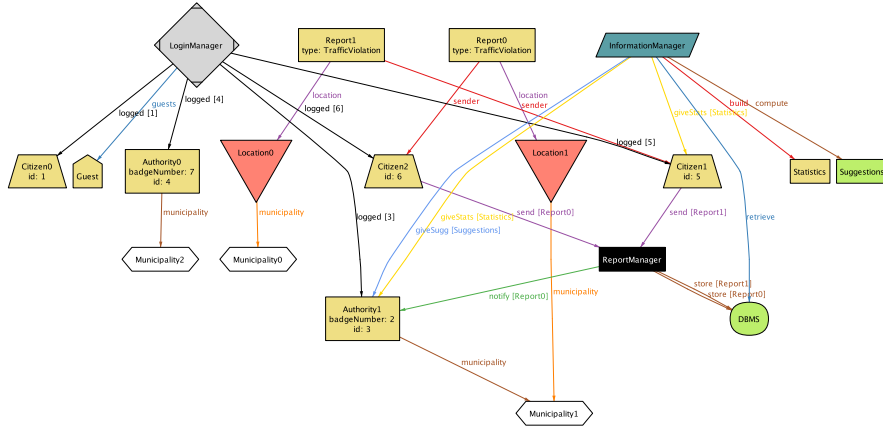 LoginManager
Report1
type: TrafficViolation
Report0
type: TrafficViolation
InformationManager
location
location
guests
logged [4]
logged [6]
sender
sender
build
compute
logged [1]
giveStats [Statistics]
logged [5]
Location0
Location1
Citizen0
id: 1
Guest
Authority0
badgeNumber: 7
id: 4
Citizen2
id: 6
Citizen1
id: 5
Statistics
Suggestions
municipality
municipality
logged [3]
giveStats [Statistics]
send [Report0]
send [Report1]
retrieve
giveSugg [Suggestions]
Municipality2
Municipality0
ReportManager
store [Report1]
store [Report0]
notify [Report0]
municipality
Authority1
badgeNumber: 2
id: 3
DBMS
municipality
Municipality1